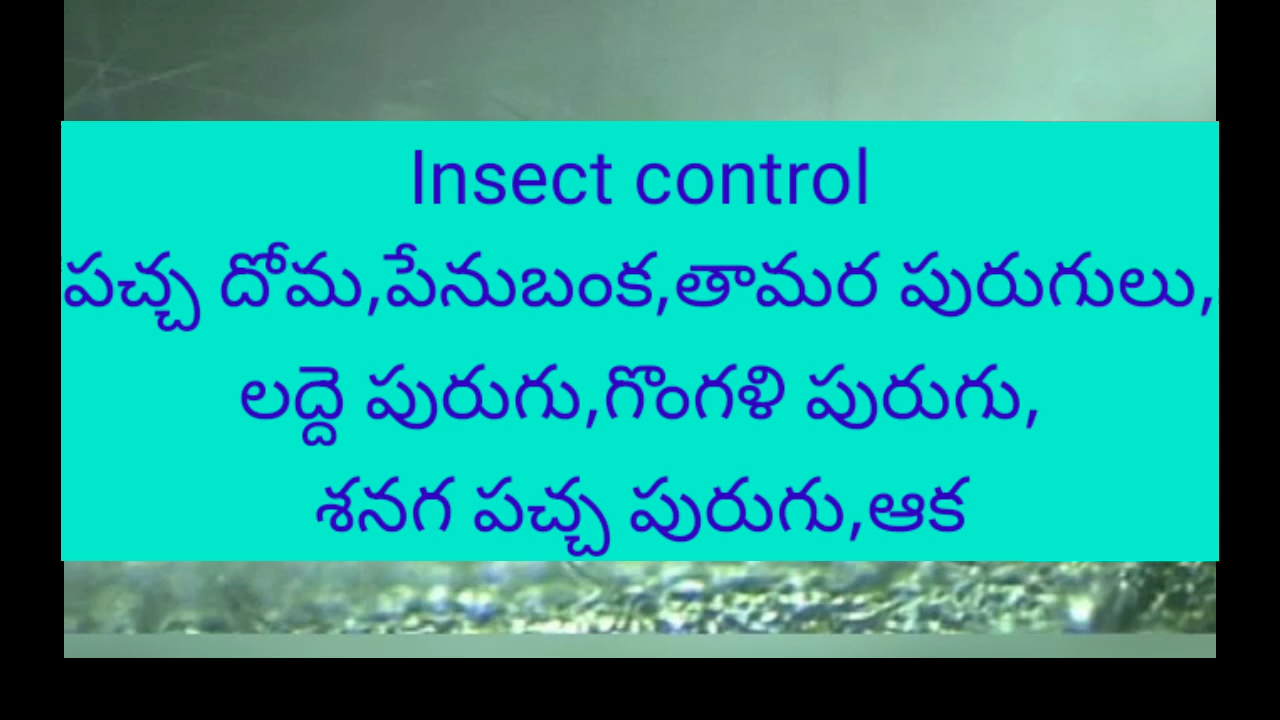 Insect control
పచ్చ దోమ,పేనుబంక,తామర పురుగులు,
లద్దె పురుగు,గొంగళి పురుగు,
శనగ పచ్చ పురుగు,ఆక